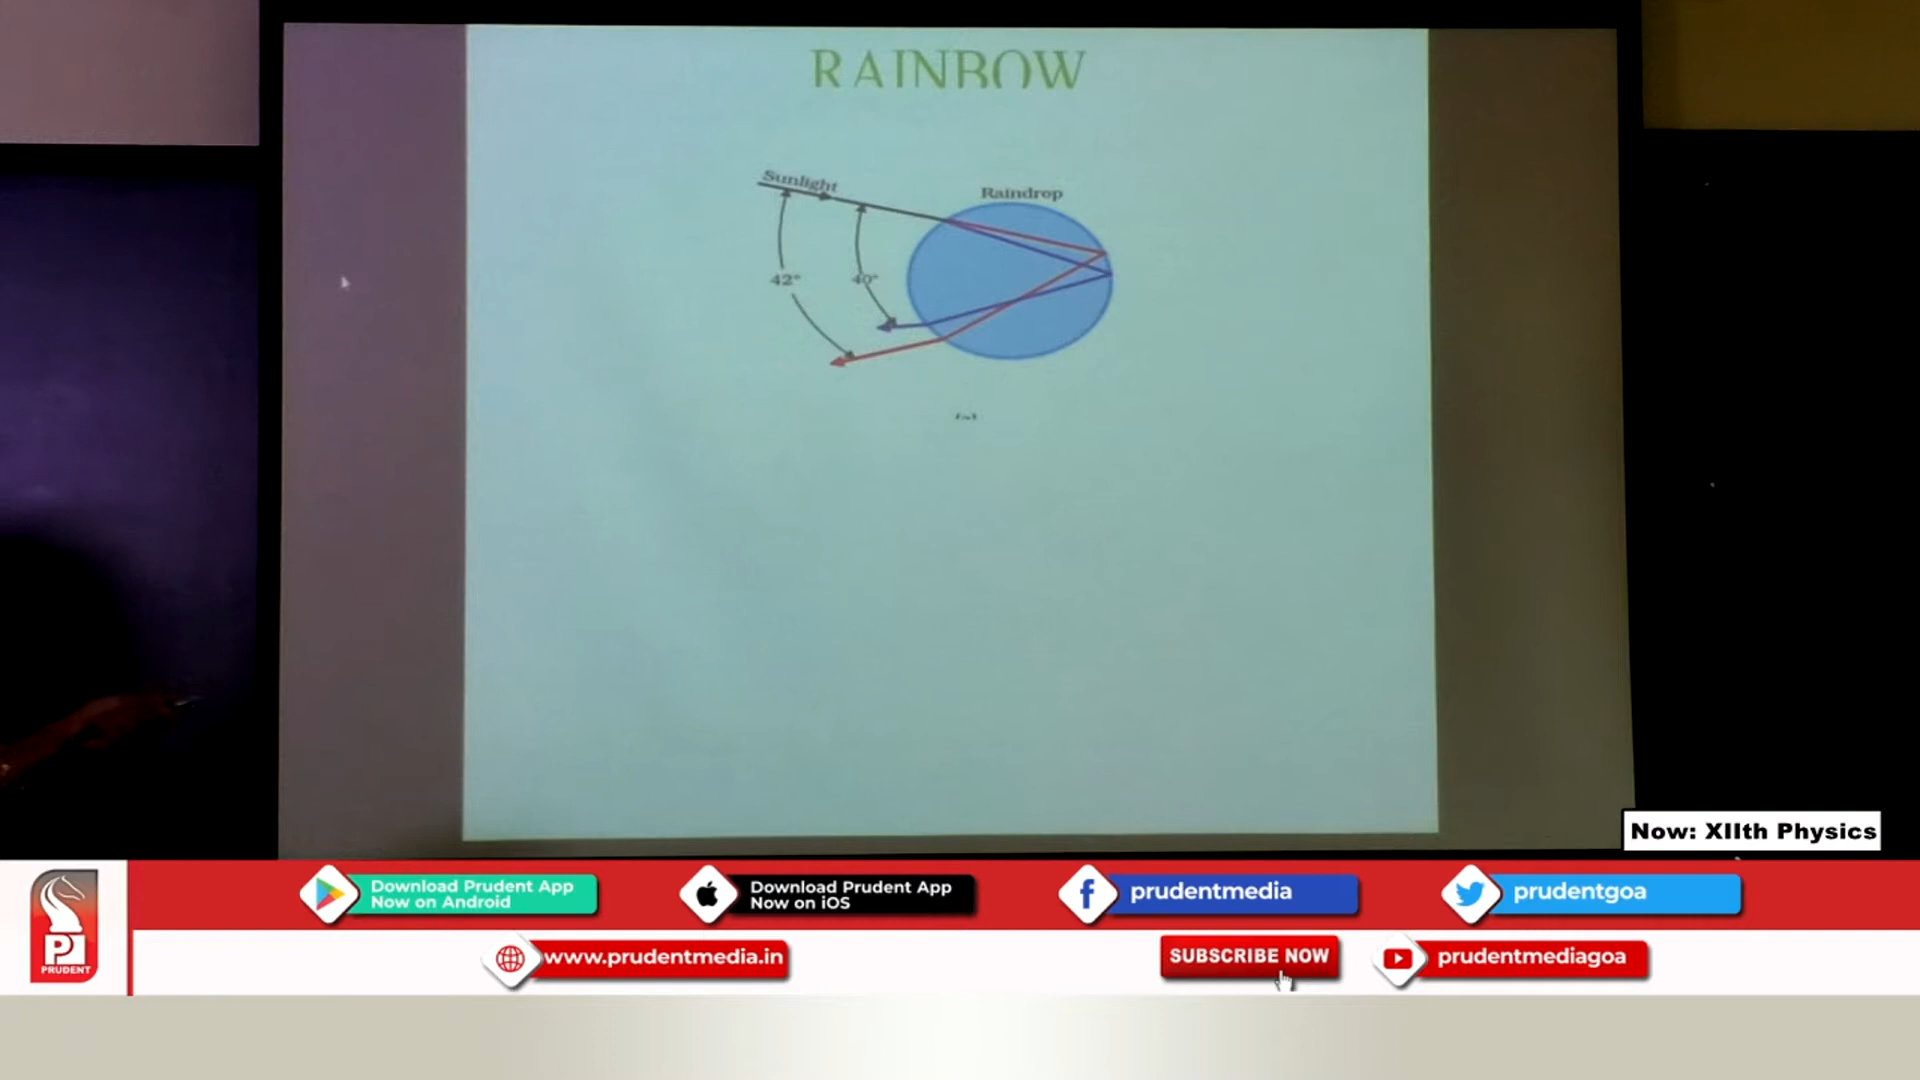 RAINBOW
Sunlight
Raindrop
42°
40°
Now: XIIth Physics
Download Prudent App
Now on Android
Download Prudent App
Now on iOS
prudentmedia
prudentgoa
PRUDENT
www.prudentmedia.in
SUBSCRIBE NOW
prudentmediagoa